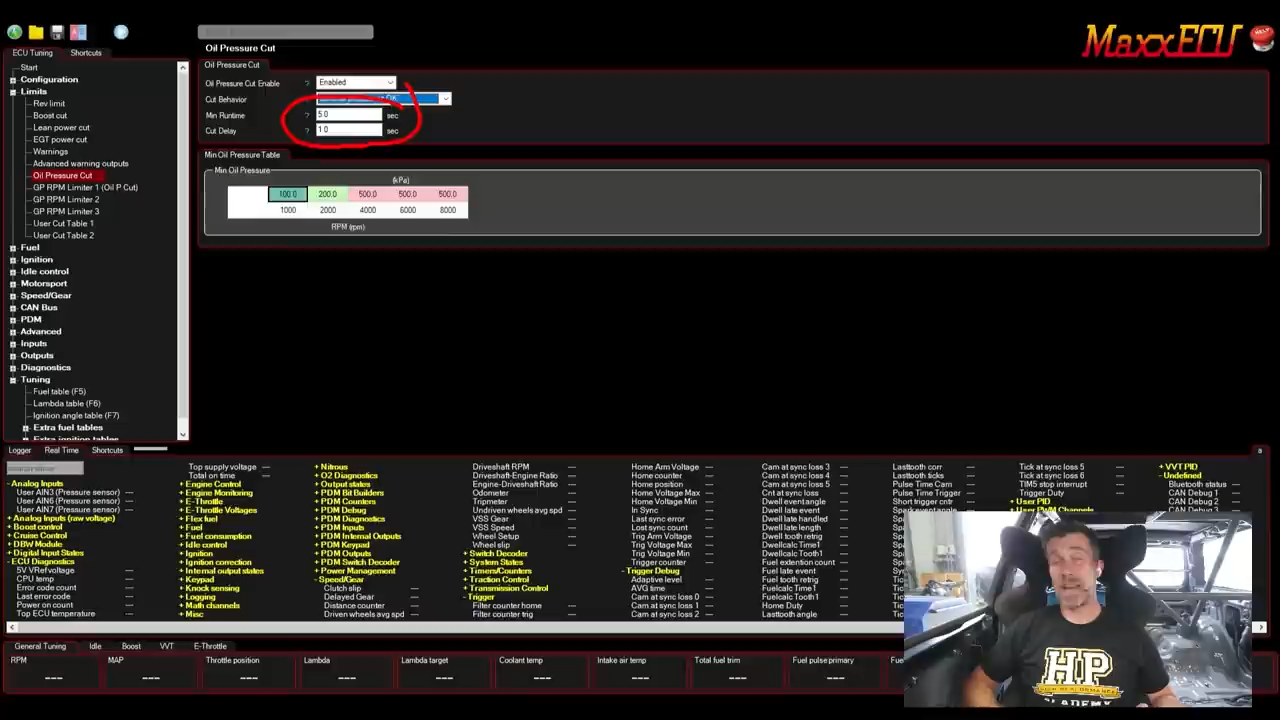 MaxxECU
HELP
ECU Tuning Shortcuts
Start
Configuration
Limits
Rev limit
Boost cut
Lean power cut
EGT power cut
Warnings
Advanced warning outputs
Oil Pressure Cut
GP RPM Limiter 1 (Oil P Cut)
GP RPM Limiter 2
GP RPM Limiter 3
User Cut Table 1
User Cut Table 2
Fuel
Ignition
Idle control
Motorsport
Speed/Gear
CAN Bus
PDM
Advanced
Inputs
Outputs
Diagnostics
Tuning
Fuel table (F5)
Lambda table (F6)
Ignition angle table (F7)
Extra fuel tables
Extra ignition tables
Oil Pressure Cut
Oil Pressure Cut
Oil Pressure Cut Enable ? Enabled
Cut Behavior
Min Runtime ? 5.0 sec
Cut Delay ? 1.0 sec
Min Oil Pressure Table
Min Oil Pressure
(kPa)
100.0 200.0 500.0 500.0 500.0
1000 2000 4000 6000 8000
RPM (rpm)
Logger Real Time Shortcuts
-Analog Inputs
User AIN3 (Pressure sensor) ---
User AIN6 (Pressure sensor) ---
User AIN7 (Pressure sensor) ---
+Analog Inputs (raw voltage)
+Boost control
+Cruise Control
+DBW Module
+Digital Input States
-ECU Diagnostics
5V VRef voltage ---
CPU temp ---
Error code count ---
Last error code ---
Power on count ---
Top ECU temperature ---
Top supply voltage ---
Total on time ---
+Engine Control
+Engine Monitoring
+E-Throttle
+E-Throttle Voltages
+Flex fuel
+Fuel
+Fuel consumption
+Idle control
+Ignition
+Ignition correction
+Internal output states
+Keypad
+Knock sensing
+Logging
+Math channels
+Misc
+Nitrous
+O2 Diagnostics
+Output states
+PDM Bit Builders
+PDM Counters
+PDM Debug
+PDM Diagnostics
+PDM Inputs
+PDM Internal Outputs
+PDM Keypad
+PDM Outputs
+PDM Switch Decoder
+Power Management
-Speed/Gear
Clutch slip ---
Delayed Gear ---
Distance counter ---
Driven wheels avg spd ---
Driveshaft RPM ---
Driveshaft-Engine Ratio ---
Engine-Driveshaft Ratio ---
Odometer ---
Tripmeter ---
Undriven wheels avg spd ---
VSS Gear ---
VSS Speed ---
Wheel Setup ---
Wheel slip ---
+Switch Decoder
+System States
+Timers/Counters
+Traction Control
+Transmission Control
-Trigger
Filter counter home ---
Filter counter trig ---
Home Arm Voltage ---
Home counter ---
Home position ---
Home Voltage Max ---
Home Voltage Min ---
In Sync ---
Last sync error ---
Lost sync count ---
Trig Arm Voltage ---
Trig Voltage Max ---
Trig Voltage Min ---
Trigger counter ---
-Trigger Debug
Adaptive level ---
AVG time ---
Cam at sync loss 0 ---
Cam at sync loss 1 ---
Cam at sync loss 2 ---
Cam at sync loss 3 ---
Cam at sync loss 4 ---
Cam at sync loss 5 ---
Cnt at sync loss ---
Dwell late event ---
Dwell late handled ---
Dwell late length ---
Dwell tooth retrig ---
Dwellcalc Time1 ---
Dwellcalc Tooth1 ---
Fuel extention count ---
Fuel late event ---
Fuel tooth retrig ---
Fuelcalc Time1 ---
Fuelcalc Tooth1 ---
Home Duty ---
Ignition angle ---
Lasttooth corr ---
Lasttooth ticks ---
Pulse Time Cam ---
Pulse Time Trigger ---
Short trigger cntr ---
Tick at sync loss 5 ---
Tick at sync loss 6 ---
TIM5 stop interrupt ---
Trigger Duty ---
+User PID
+User PWM Channels
+VVT PID
-Undefined
Bluetooth status ---
CAN Debug 1 ---
CAN Debug 2 ---
General Tuning Idle Boost VVT E-Throttle
RPM MAP Throttle position Lambda Lambda target Coolant temp Intake air temp Total fuel trim Fuel pulse primary
--- --- --- --- --- --- --- --- ---
HP
ACADEMY